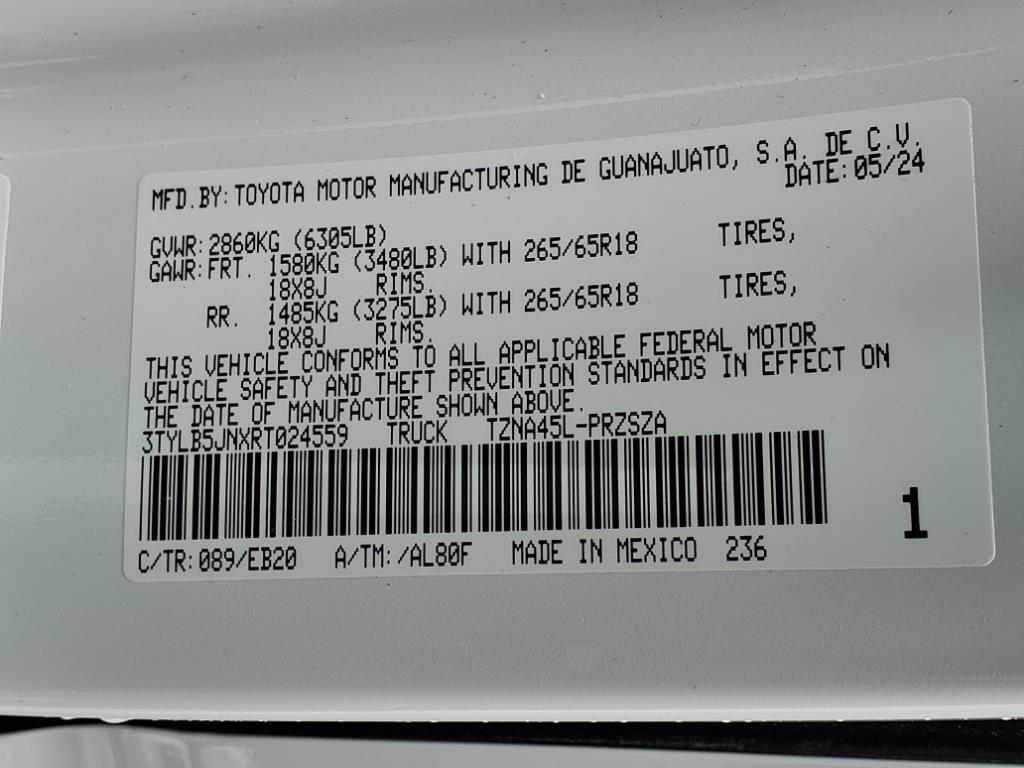 MFD.BY: TOYOTA MOTOR MANUFACTURING DE GUANAJUATO, S.A. DE C.V.
DATE: 05/24
GVWR: 2860KG (6305LB)
GAWR: FRT. 1580KG (3480LB) WITH 265/65R18 TIRES,
18X8J RIMS.
RR. 1485KG (3275LB) WITH 265/65R18 TIRES,
18X8J RIMS.
THIS VEHICLE CONFORMS TO ALL APPLICABLE FEDERAL MOTOR
VEHICLE SAFETY AND THEFT PREVENTION STANDARDS IN EFFECT ON
THE DATE OF MANUFACTURE SHOWN ABOVE.
3TYLB5JNXRT024559 TRUCK TZNA45L-PRZSZA
1
C/TR: 089/EB20 A/TM: /AL80F MADE IN MEXICO 236